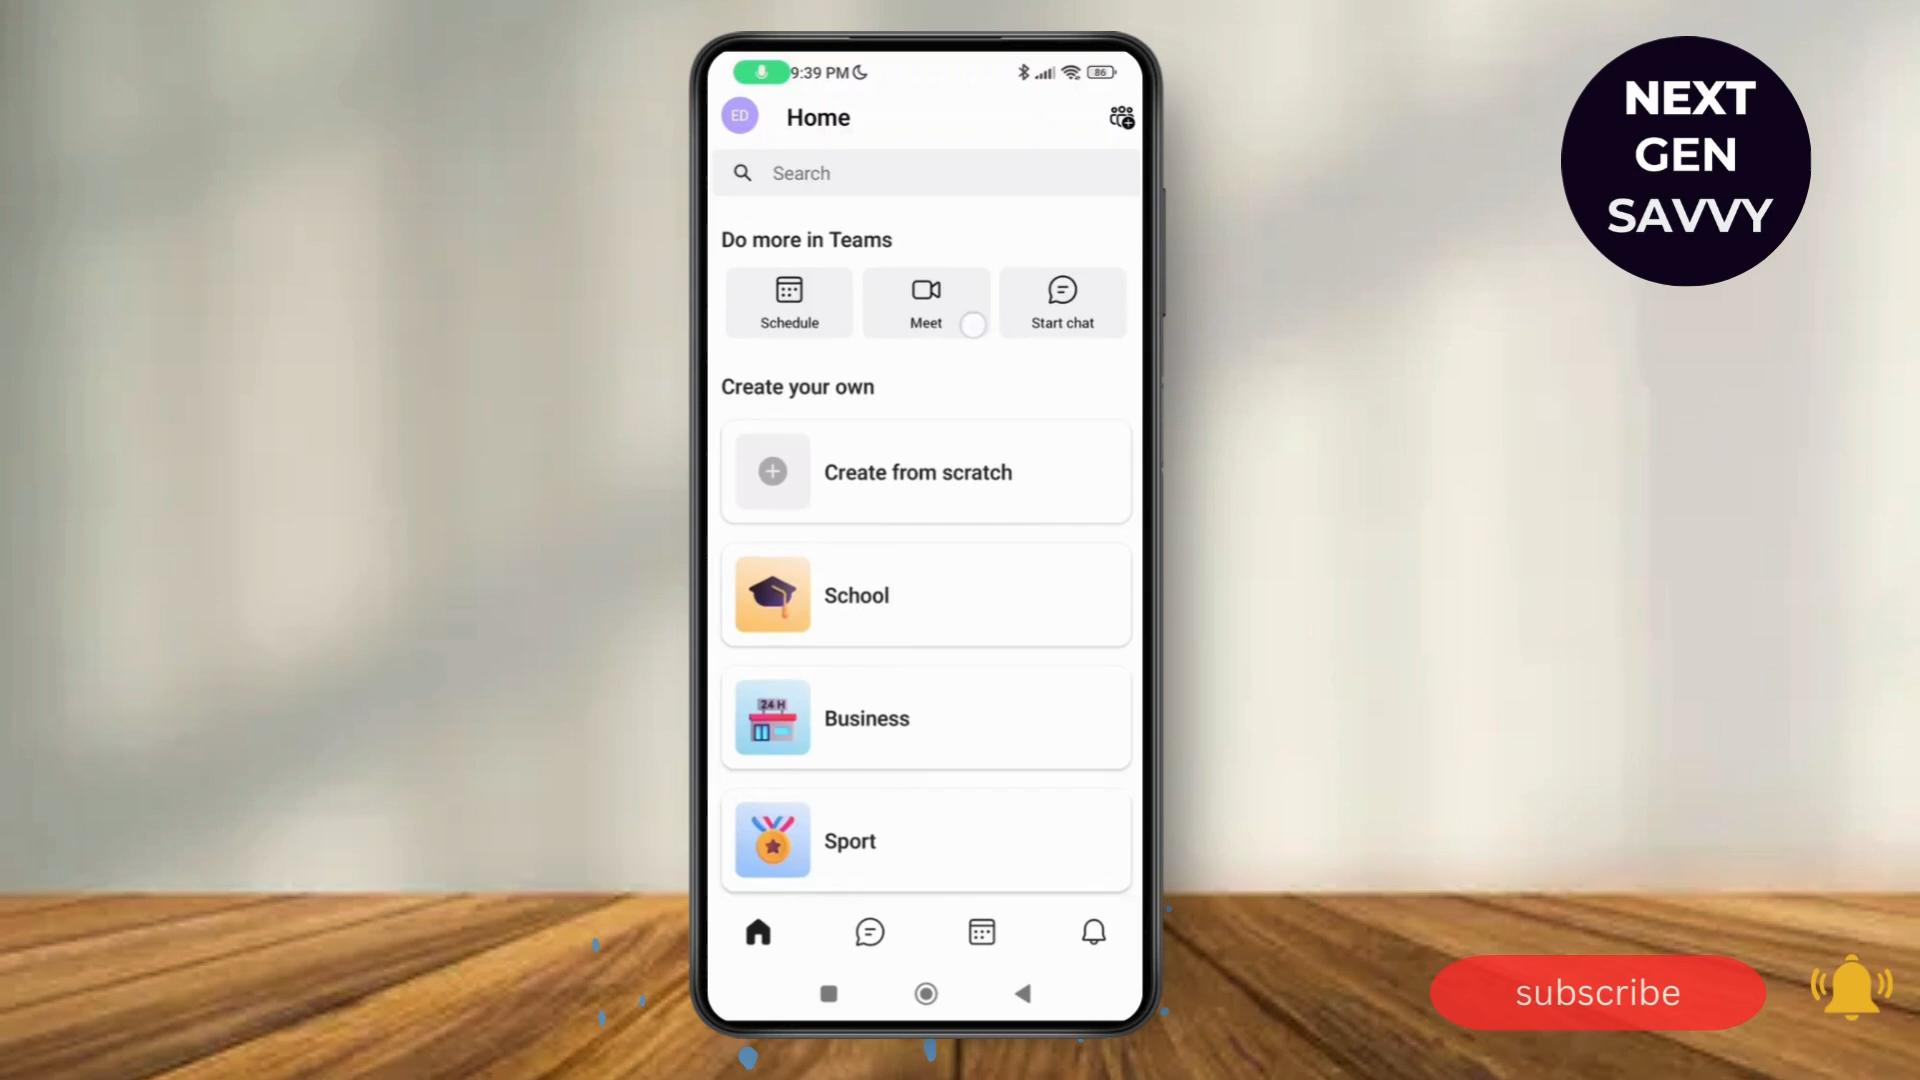 NEXT
GEN
SAVVY
9:39 PM
86
ED
Home
Search
Do more in Teams
Schedule
Meet
Start chat
Create your own
Create from scratch
School
24 H
Business
Sport
subscribe